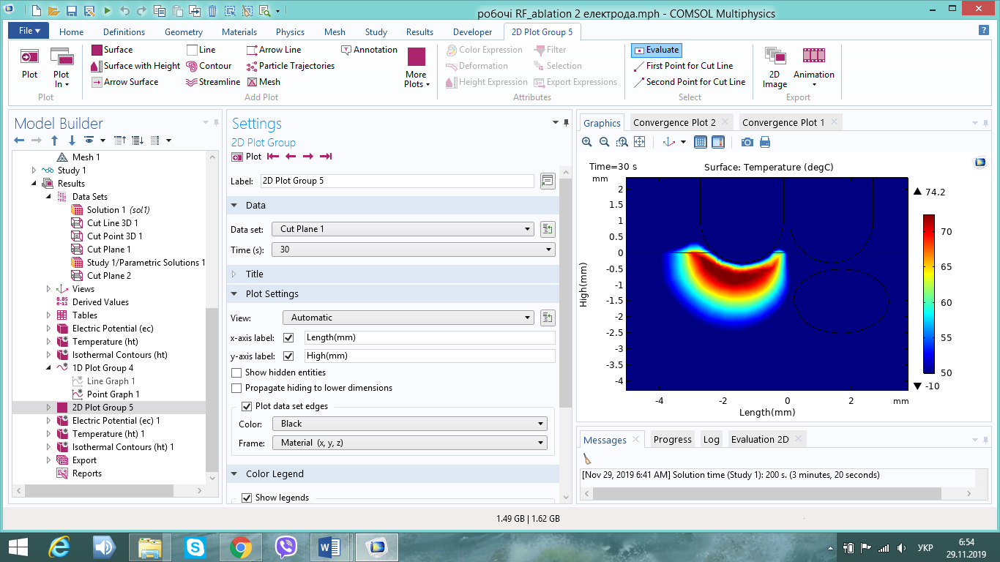 робочі RF_ablation 2 електрода.mph - COMSOL Multiphysics
File Home Definitions Geometry Materials Physics Mesh Study Results Developer 2D Plot Group 5
Surface Line Arrow Line Annotation Color Expression Filter Evaluate
Surface with Height Contour Particle Trajectories Deformation Selection First Point for Cut Line
Arrow Surface Streamline Mesh Height Expression Export Expressions Second Point for Cut Line
Plot Plot In More Plots 2D Image Animation
Plot Add Plot Attributes Select Export
Model Builder
Mesh 1
Study 1
Results
Data Sets
Solution 1 (sol1)
Cut Line 3D 1
Cut Point 3D 1
Cut Plane 1
Study 1/Parametric Solutions 1
Cut Plane 2
Views
8.85
e-12
Derived Values
Tables
Electric Potential (ec)
Temperature (ht)
Isothermal Contours (ht)
1D Plot Group 4
Line Graph 1
Point Graph 1
2D Plot Group 5
Electric Potential (ec) 1
Temperature (ht) 1
Isothermal Contours (ht) 1
Export
Reports
Settings
2D Plot Group
Plot
Label: 2D Plot Group 5
Data
Data set: Cut Plane 1
Time (s): 30
Title
Plot Settings
View: Automatic
x-axis label: Length(mm)
y-axis label: High(mm)
Show hidden entities
Propagate hiding to lower dimensions
Plot data set edges
Color: Black
Frame: Material (x, y, z)
Color Legend
Show legends
Graphics Convergence Plot 2 Convergence Plot 1
Time=30 s Surface: Temperature (degC)
mm
2
1.5
1
0.5
0
-0.5
-1
-1.5
-2
-2.5
-3
-3.5
-4
High(mm)
-4 -2 0 2 mm
Length(mm)
74.2
70
65
60
55
50
-10
Messages Progress Log Evaluation 2D
[Nov 29, 2019 6:41 AM] Solution time (Study 1): 200 s. (3 minutes, 20 seconds)
1.49 GB | 1.62 GB
УКР
6:54
29.11.2019